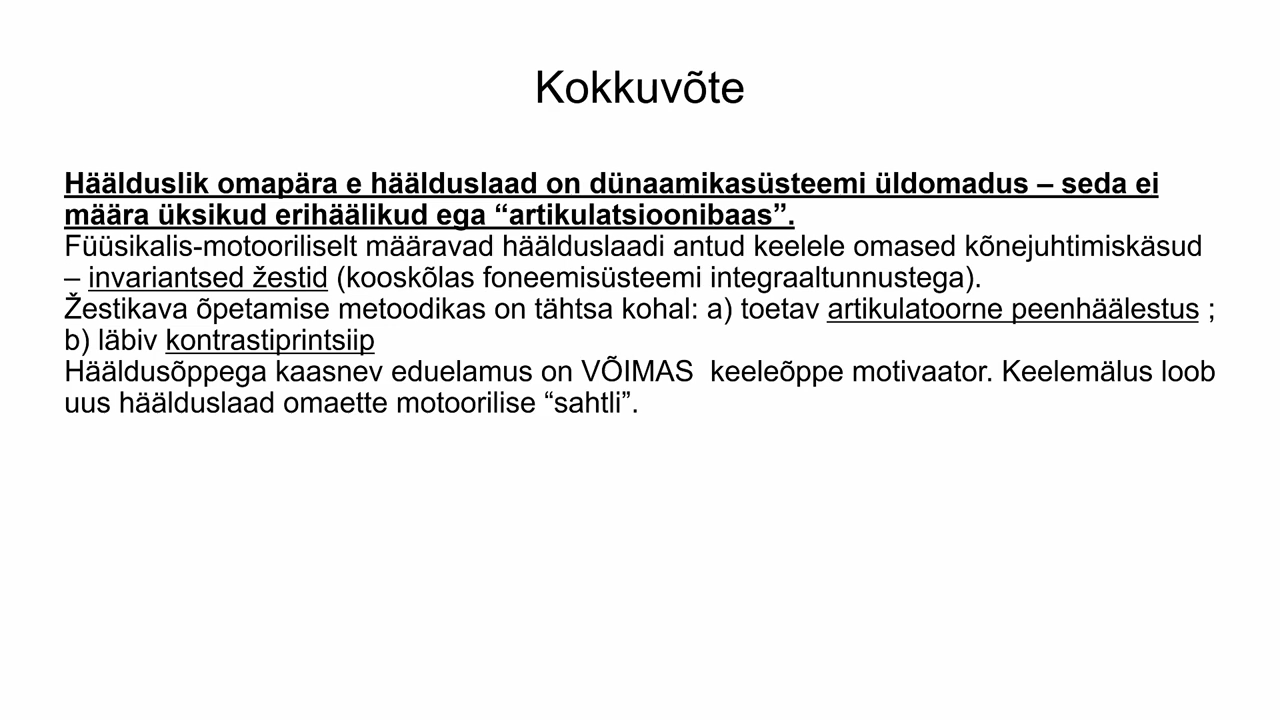 Kokkuvõte
Häälduslik omapära e häälduslaad on dünaamikasüsteemi üldomadus – seda ei
määra üksikud erihäälikud ega “artikulatsioonibaas”.
Füüsikalis-motooriliselt määravad häälduslaadi antud keelele omased kõnejuhtimiskäsud
– invariantsed žestid (kooskõlas foneemisüsteemi integraaltunnustega).
Žestikava õpetamise metoodikas on tähtsa kohal: a) toetav artikulatoorne peenhäälestus ;
b) läbiv kontrastiprintsiip
Hääldusõppega kaasnev eduelamus on VÕIMAS  keeleõppe motivaator. Keelemälus loob
uus häälduslaad omaette motoorilise “sahtli”.